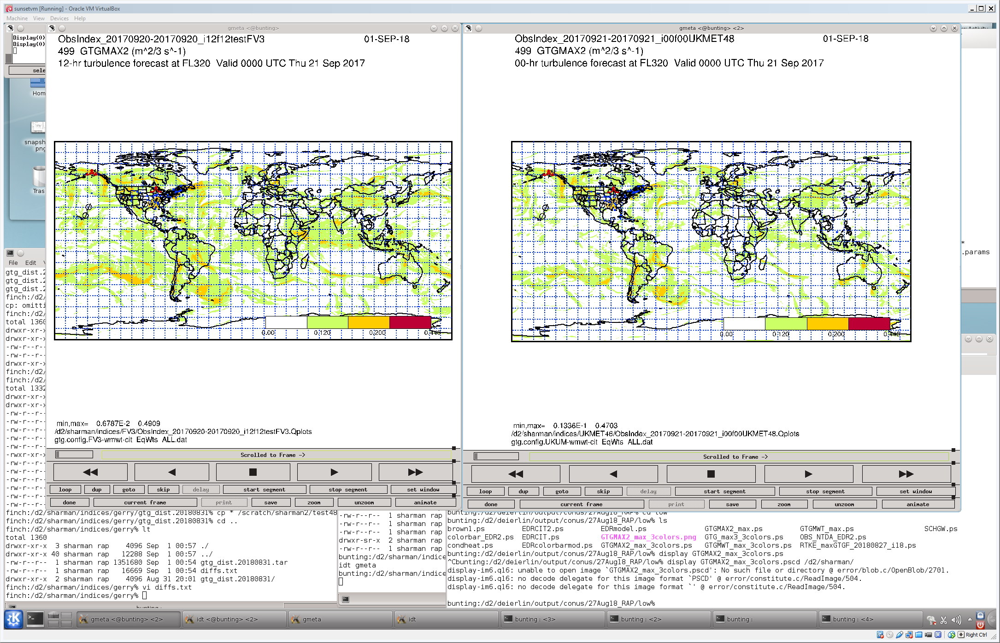 sunsetvm [Running] - Oracle VM VirtualBox
Machine View Devices Help
gmeta <@bunting>
gmeta <@bunting> <2>
Display(0)
Display(0)
sele
Hom
snapsh
png
Tras
ObsIndex_20170920-20170920_i12f12testFV3 01-SEP-18
499 GTGMAX2 (m^2/3 s^-1)
12-hr turbulence forecast at FL320 Valid 0000 UTC Thu 21 Sep 2017
0.00 0.120 0.200 0.440
min,max= 0.6787E-2 0.4909
/d2/sharman/indices/FV3/ObsIndex_20170920-20170920_i12f12testFV3.Qplots
gtg.config.FV3-wmwt-cit EqWts ALL.dat
Scrolled to Frame ->
loop dup goto skip delay start segment stop segment set window
done current frame print save zoom unzoom animate
ObsIndex_20170921-20170921_i00f00UKMET48 01-SEP-18
499 GTGMAX2 (m^2/3 s^-1)
00-hr turbulence forecast at FL320 Valid 0000 UTC Thu 21 Sep 2017
0.00 0.120 0.200 0.440
min,max= 0.1336E-1 0.4703
/d2/sharman/indices/UKMET46/ObsIndex_20170921-20170921_i00f00UKMET48.Qplots
gtg.config.UKUM-wmwt-cit EqWts ALL.dat
Scrolled to Frame ->
loop dup goto skip delay start segment stop segment set window
done current frame print save zoom unzoom animate
w Activity
*
.params
File Edit V
gtg_dist.2
gtg_dist.2
gtg_dist.2
finch:/d2/
cp: omitti
finch:/d2/
total 1360
drwxr-xr-x
drwxr-xr-x
-rw-r--r--
-rw-r--r--
drwxr-xr-x
finch:/d2/
finch:/d2/
total 1332
drwxr-xr-x
drwxr-xr-x
-rw-r--r--
-rw-r--r--
-rw-r--r--
-rw-r--r--
-rwxr-xr-x
-rw-r--r--
-rw-r--r--
-rw-r--r--
-rw-r--r--
-rw-r--r--
-rw-r--r--
finch:/d2/sharman/indices/gerry/gtg_dist.20180831% cp * /scratch/sharman2/test48
finch:/d2/sharman/indices/gerry/gtg_dist.20180831% cd ..
finch:/d2/sharman/indices/gerry% lt
total 1360
drwxr-xr-x 3 sharman rap 4096 Sep 1 00:57 ./
drwxr-xr-x 40 sharman rap 12288 Sep 1 00:57 ../
-rw-r--r-- 1 sharman rap 1351680 Sep 1 00:54 gtg_dist.20180831.tar
-rw-r--r-- 1 sharman rap 16669 Sep 1 00:54 diffs.txt
drwxr-xr-x 2 sharman rap 4096 Aug 31 20:01 gtg_dist.20180831/
finch:/d2/sharman/indices/gerry% vi diffs.txt
finch:/d2/sharman/indices/gerry%
-rw-r--r-- 1 sharman rap
-rw-r--r-- 1 sharman rap
-rw-r--r-- 1 sharman rap
drwxr-sr-x 2 sharman rap
-rw-r--r-- 1 sharman rap
bunting:/d2/sharman/indice
idt gmeta
bunting:/d2/sharman/indice
bunting:/d2/deierlin/output/conus/27Aug18_RAP% cd low
bunting:/d2/deierlin/output/conus/27Aug18_RAP/low% ls
brown1.ps EDRCIT2.ps EDRmodel.ps GTGMAX2_max.ps GTGMWT_max.ps SCHGW.ps
colorbar_EDR2.ps EDRCIT.ps GTGMAX2_max_3colors.png GTG_max3_3colors.ps OBS_NTDA_EDR2.ps
condheat.ps EDRcolorbarmod.ps GTGMAX2_max_3colors.ps GTGMWT_max_3colors.ps RTKE_maxGTGF_20180827_i18.ps
bunting:/d2/deierlin/output/conus/27Aug18_RAP/low% display GTGMAX2_max_3colors.ps
^Cbunting:/d2/deierlin/output/conus/27Aug18_RAP/low% display GTGMAX2_max_3colors.pscd /d2/sharman/
display-im6.q16: unable to open image `GTGMAX2_max_3colors.pscd': No such file or directory @ error/blob.c/OpenBlob/2701.
display-im6.q16: no decode delegate for this image format `PSCD' @ error/constitute.c/ReadImage/504.
display-im6.q16: no decode delegate for this image format `' @ error/constitute.c/ReadImage/504.
bunting:/d2/deierlin/output/conus/27Aug18_RAP/low%
gmeta <@bunting> <2> idt <@bunting> <2> gmeta idt bunting : <3> bunting : <2> bunting : bunting : <4>
Right Ctrl